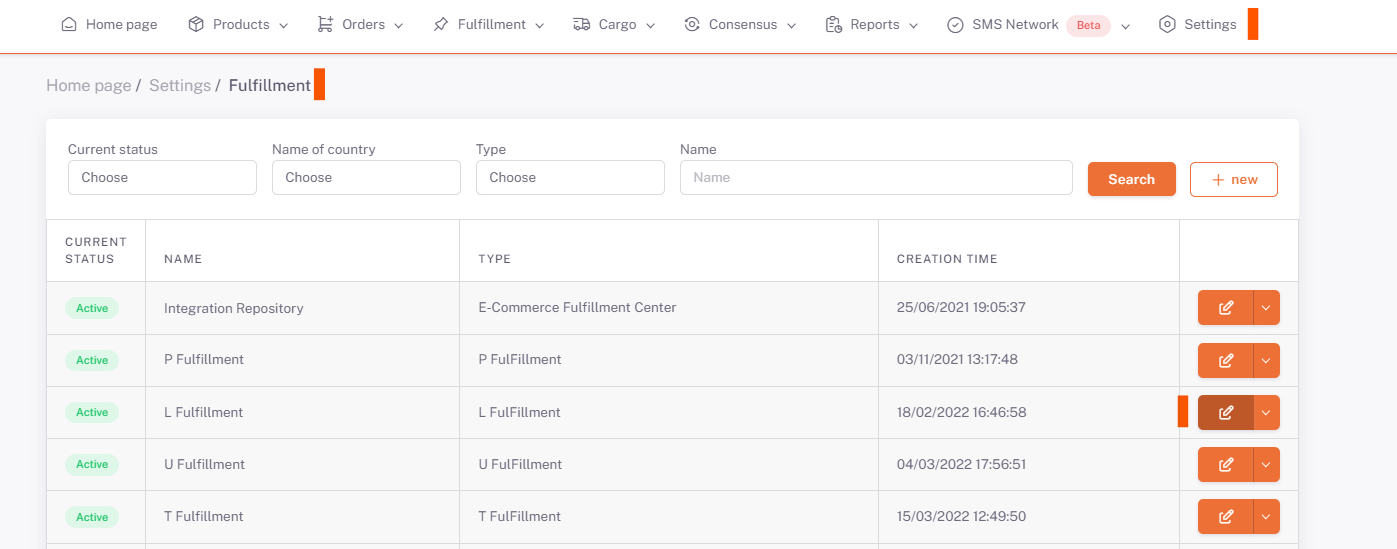 Home page Products Orders Fulfillment Cargo Consensus Reports SMS Network Beta Settings
Home page / Settings / Fulfillment
Current status Name of country Type Name
Choose Choose Choose Name Search + new
CURRENT STATUS NAME TYPE CREATION TIME
Active Integration Repository E-Commerce Fulfillment Center 25/06/2021 19:05:37
Active P Fulfillment P FulFillment 03/11/2021 13:17:48
Active L Fulfillment L FulFillment 18/02/2022 16:46:58
Active U Fulfillment U FulFillment 04/03/2022 17:56:51
Active T Fulfillment T FulFillment 15/03/2022 12:49:50